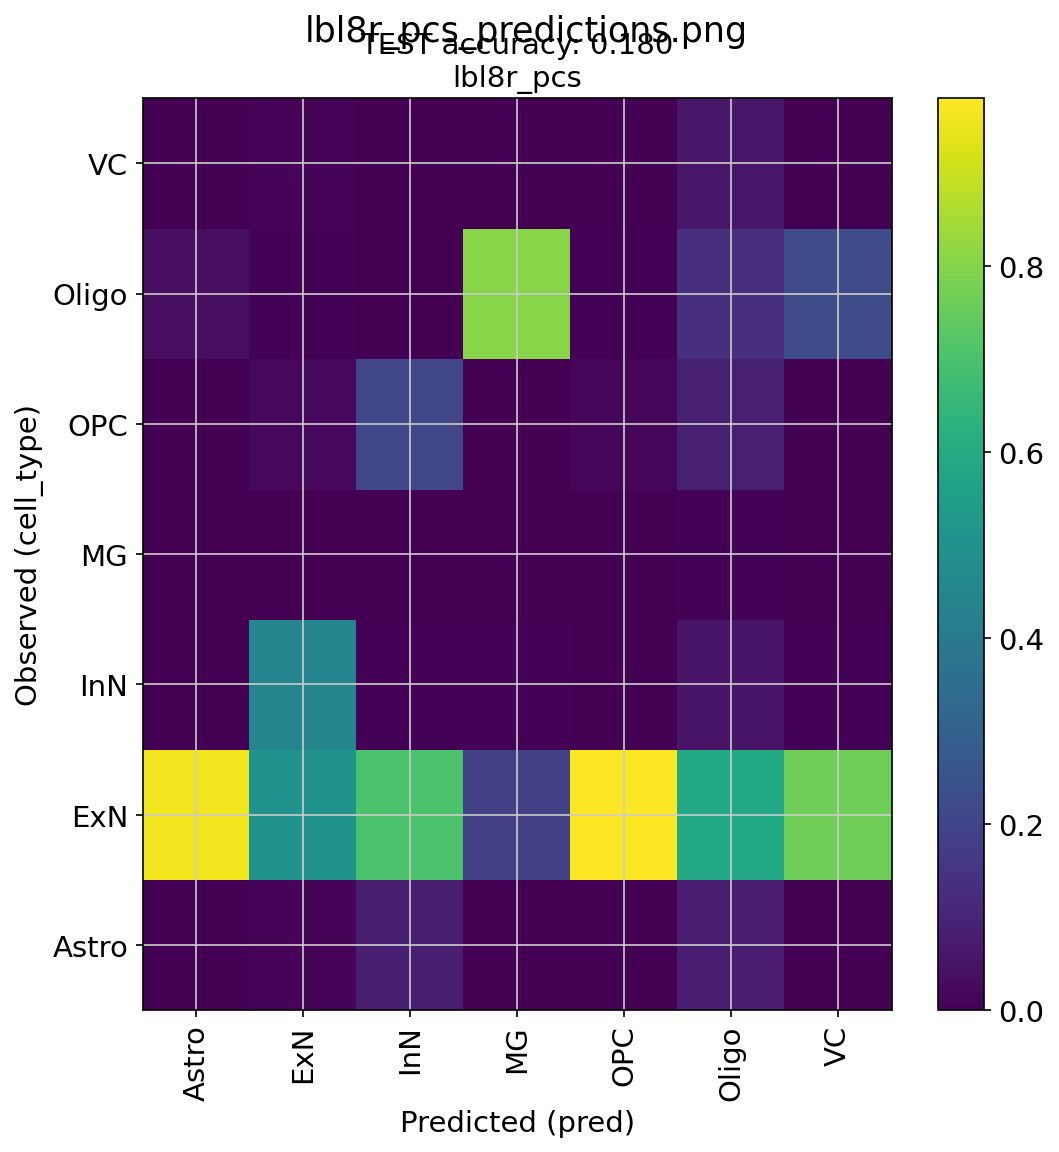 lbl8r_pcs_predictions.png
TEST accuracy: 0.180
lbl8r_pcs
VC
Oligo
OPC
MG
InN
ExN
Astro
Observed (cell_type)
Astro
ExN
InN
MG
OPC
Oligo
VC
Predicted (pred)
0.8
0.6
0.4
0.2
0.0